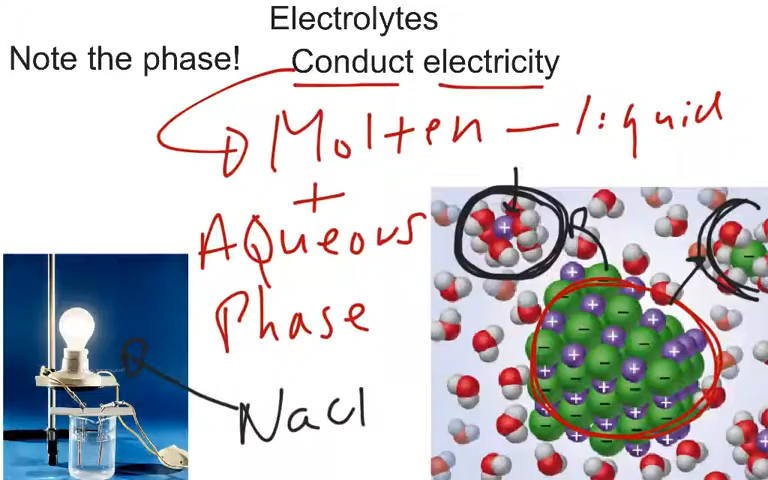 Electrolytes
Note the phase!
Conduct electricity
Molten — liquid
+
AQueous
Phase
NaCl